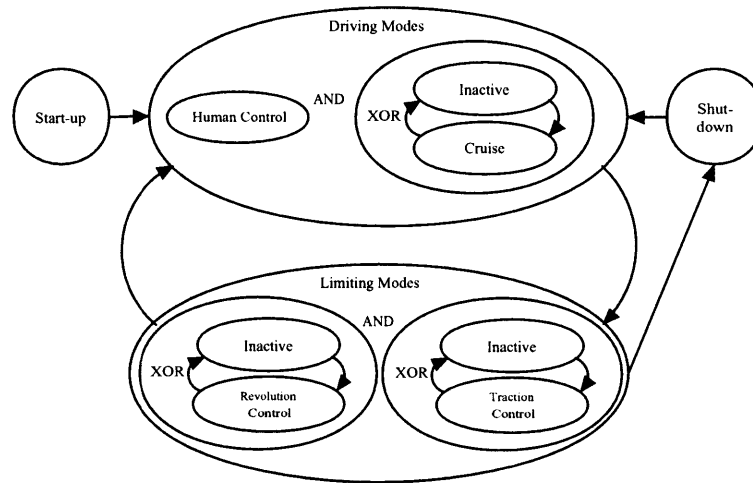 Driving Modes
Start-up
Human Control
AND
XOR
Inactive
Cruise
Shut-
down
Limiting Modes
AND
XOR
Inactive
Revolution
Control
XOR
Inactive
Traction
Control